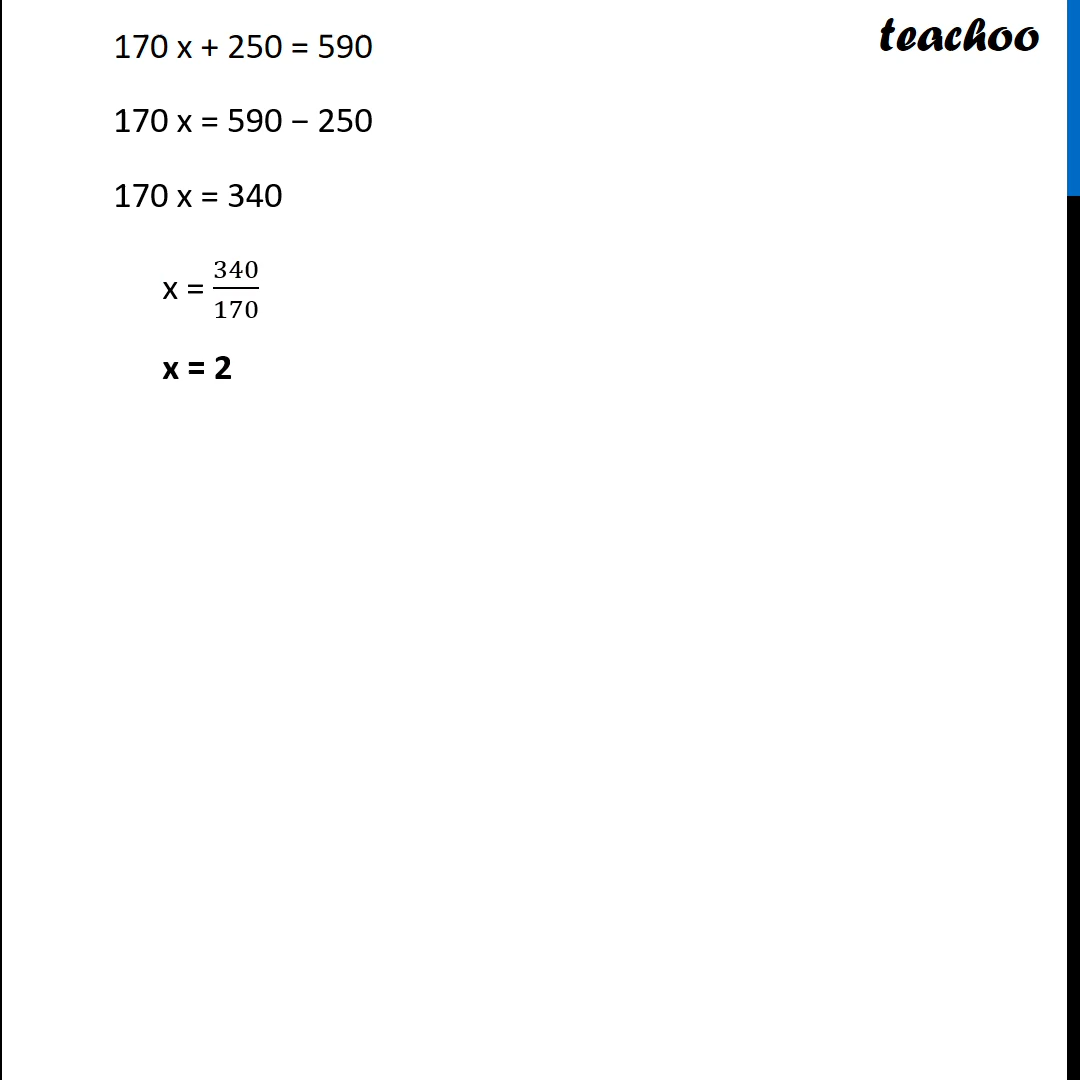 teachoo
170 x + 250 = 590
170 x = 590 − 250
170 x = 340
x = 340/170
x = 2